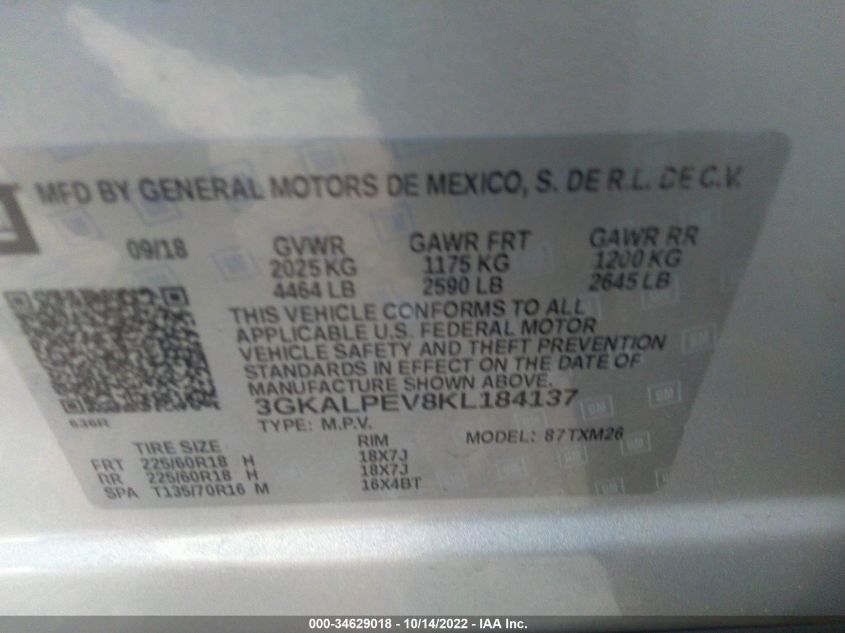 MFD BY GENERAL MOTORS DE MEXICO, S. DE R.L. DE C.V.
09/18 GVWR GAWR FRT GAWR RR
2025 KG 1175 KG 1200 KG
4464 LB 2590 LB 2645 LB
THIS VEHICLE CONFORMS TO ALL
APPLICABLE U.S. FEDERAL MOTOR
VEHICLE SAFETY AND THEFT PREVENTION
STANDARDS IN EFFECT ON THE DATE OF
MANUFACTURE SHOWN ABOVE.
3GKALPEV8KL184137
636R
TYPE: M.P.V. MODEL: 87TXM26
TIRE SIZE RIM
FRT 225/60R18 H 18X7J
RR 225/60R18 H 18X7J
SPA T135/70R16 M 16X4BT
000-34629018 - 10/14/2022 - IAA Inc.